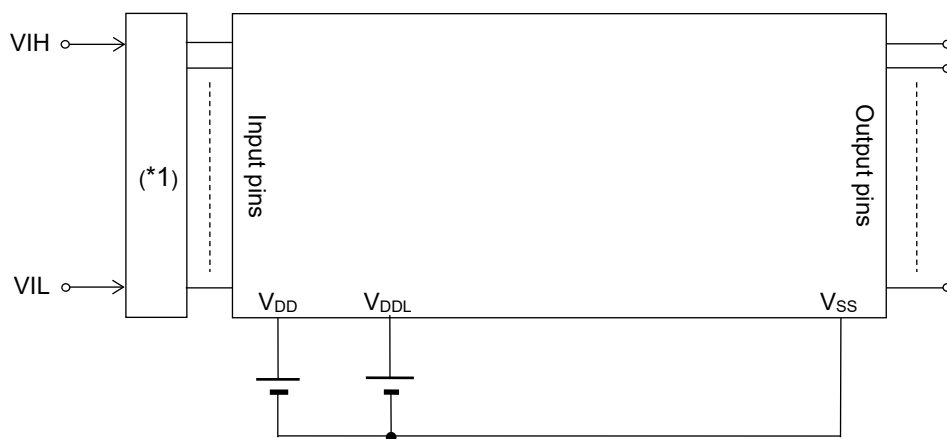 VIH
Input pins
Output pins
(*1)
VIL
VDD
VDDL
VSS